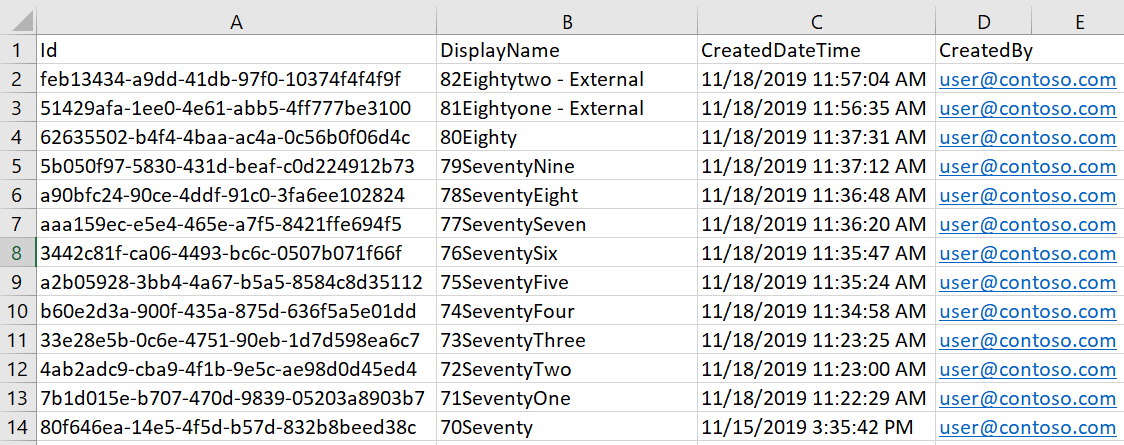 A B C D E
1 Id DisplayName CreatedDateTime CreatedBy
2 feb13434-a9dd-41db-97f0-10374f4f4f9f 82Eightytwo - External 11/18/2019 11:57:04 AM user@contoso.com
3 51429afa-1ee0-4e61-abb5-4ff777be3100 81Eightyone - External 11/18/2019 11:56:35 AM user@contoso.com
4 62635502-b4f4-4baa-ac4a-0c56b0f06d4c 80Eighty 11/18/2019 11:37:31 AM user@contoso.com
5 5b050f97-5830-431d-beaf-c0d224912b73 79SeventyNine 11/18/2019 11:37:12 AM user@contoso.com
6 a90bfc24-90ce-4ddf-91c0-3fa6ee102824 78SeventyEight 11/18/2019 11:36:48 AM user@contoso.com
7 aaa159ec-e5e4-465e-a7f5-8421ffe694f5 77SeventySeven 11/18/2019 11:36:20 AM user@contoso.com
8 3442c81f-ca06-4493-bc6c-0507b071f66f 76SeventySix 11/18/2019 11:35:47 AM user@contoso.com
9 a2b05928-3bb4-4a67-b5a5-8584c8d35112 75SeventyFive 11/18/2019 11:35:24 AM user@contoso.com
10 b60e2d3a-900f-435a-875d-636f5a5e01dd 74SeventyFour 11/18/2019 11:34:58 AM user@contoso.com
11 33e28e5b-0c6e-4751-90eb-1d7d598ea6c7 73SeventyThree 11/18/2019 11:23:25 AM user@contoso.com
12 4ab2adc9-cba9-4f1b-9e5c-ae98d0d45ed4 72SeventyTwo 11/18/2019 11:23:00 AM user@contoso.com
13 7b1d015e-b707-470d-9839-05203a8903b7 71SeventyOne 11/18/2019 11:22:29 AM user@contoso.com
14 80f646ea-14e5-4f5d-b57d-832b8beed38c 70Seventy 11/15/2019 3:35:42 PM user@contoso.com